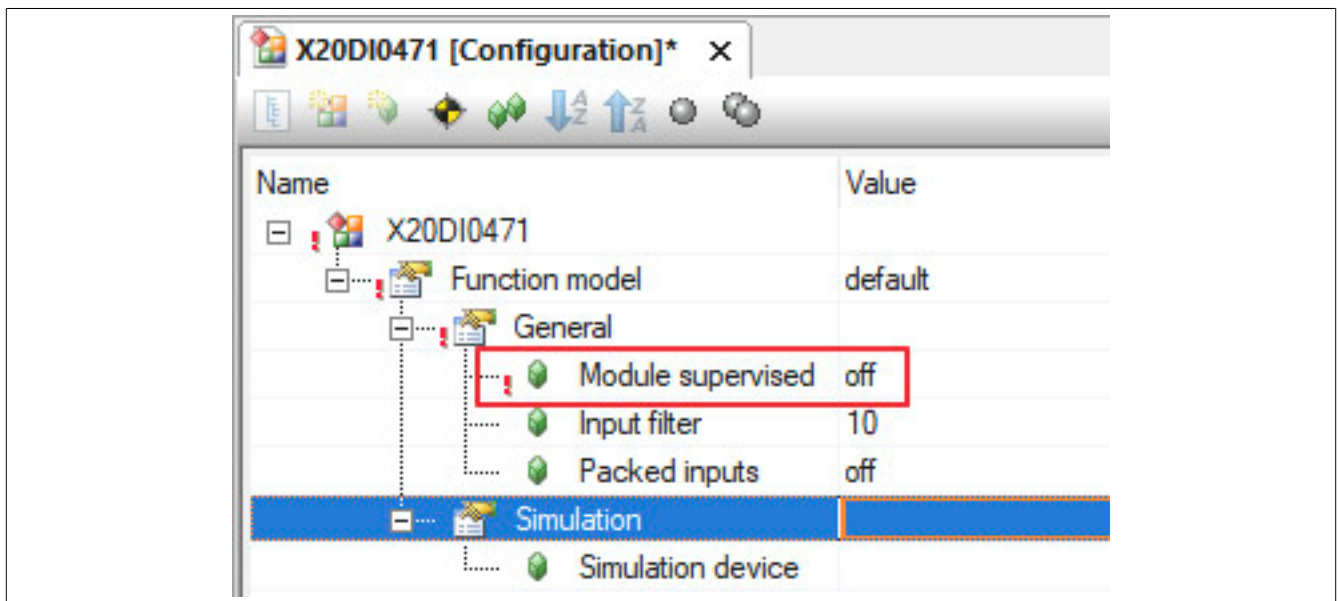 X20DI0471 [Configuration]*
Name Value
X20DI0471
Function model default
General
Module supervised off
Input filter 10
Packed inputs off
Simulation
Simulation device